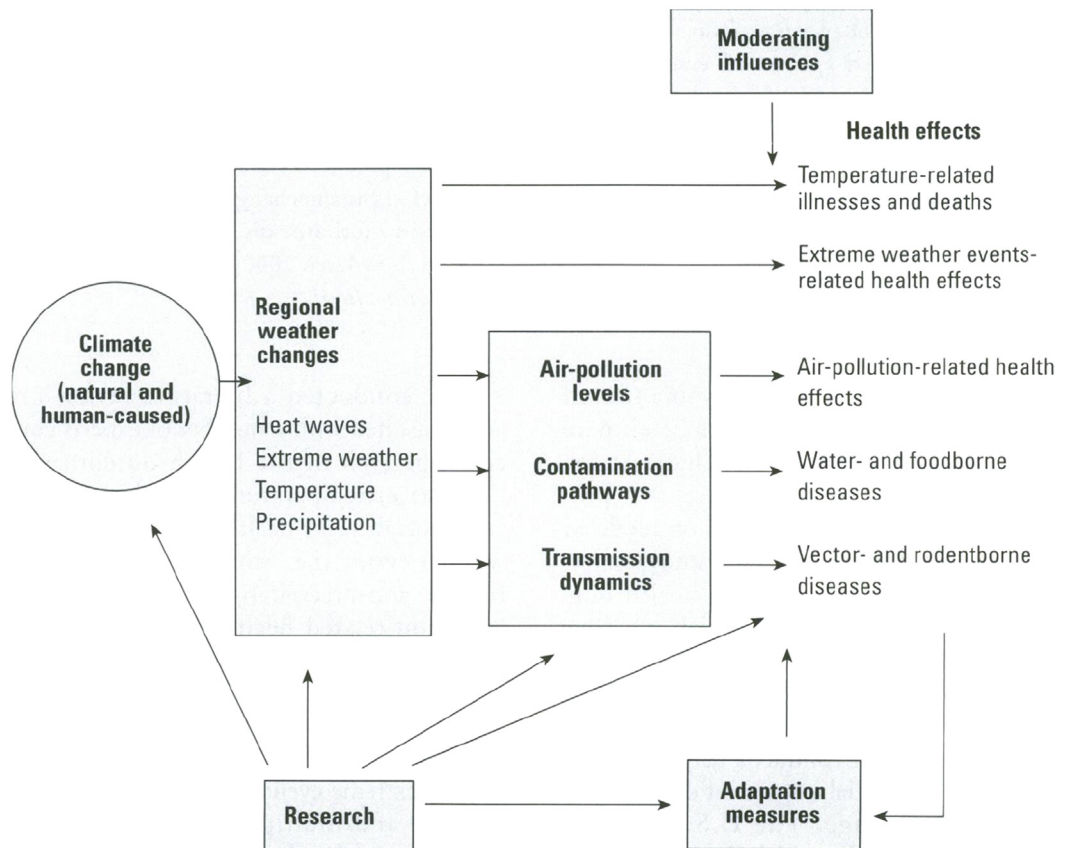 Moderating
influences
Health effects
Temperature-related
illnesses and deaths
Extreme weather events-
related health effects
Climate
change
(natural and
human-caused)
Regional
weather
changes
Heat waves
Extreme weather
Temperature
Precipitation
Air-pollution
levels
Contamination
pathways
Transmission
dynamics
Air-pollution-related health
effects
Water- and foodborne
diseases
Vector- and rodentborne
diseases
Research
Adaptation
measures